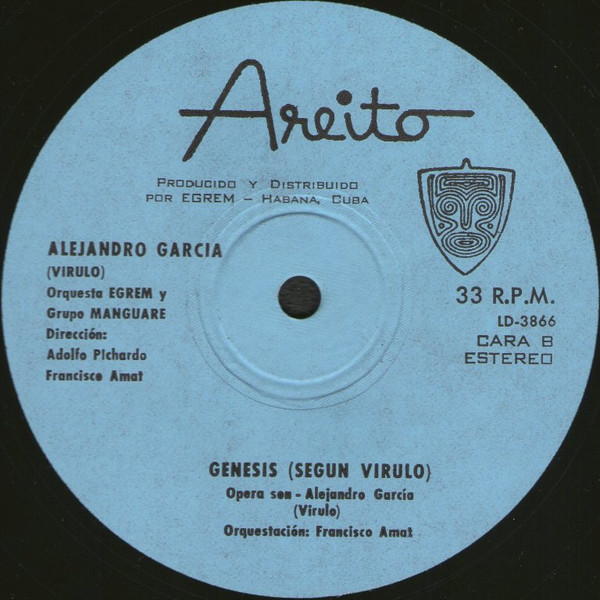 Areito
PRODUCIDO Y DISTRIBUIDO
POR EGREM - HABANA, CUBA
ALEJANDRO GARCIA
(VIRULO)
Orquesta EGREM y
Grupo MANGUARE
Dirección:
Adolfo Pichardo
Francisco Amat
33 R.P.M.
LD-3866
CARA B
ESTEREO
GENESIS (SEGUN VIRULO)
Opera son - Alejandro García
(Virulo)
Orquestación: Francisco Amat